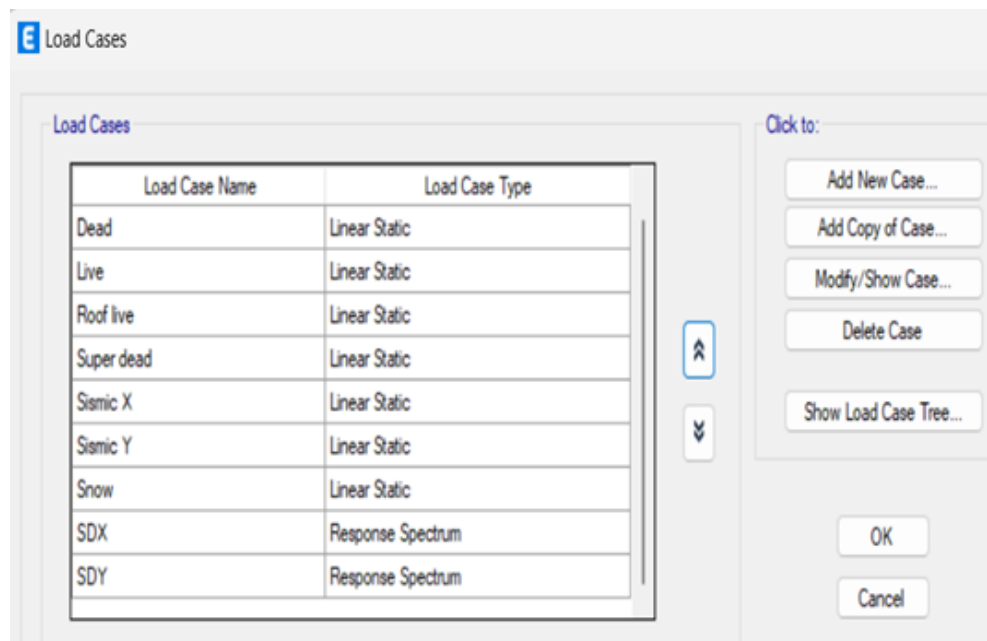 E Load Cases
Load Cases
Click to:
Load Case Name Load Case Type
Dead Linear Static
Live Linear Static
Roof live Linear Static
Super dead Linear Static
Sismic X Linear Static
Sismic Y Linear Static
Snow Linear Static
SDX Response Spectrum
SDY Response Spectrum
Add New Case...
Add Copy of Case...
Modify/Show Case...
Delete Case
Show Load Case Tree...
OK
Cancel